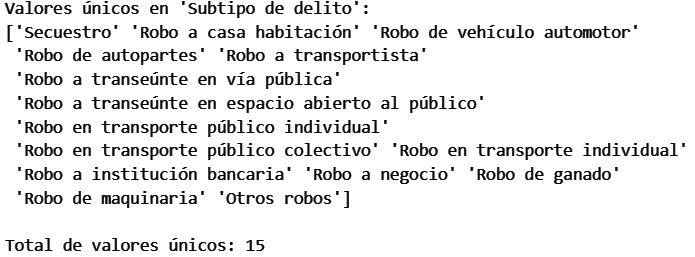 Valores únicos en 'Subtipo de delito':
['Secuestro' 'Robo a casa habitación' 'Robo de vehículo automotor'
 'Robo de autopartes' 'Robo a transportista'
 'Robo a transeúnte en vía pública'
 'Robo a transeúnte en espacio abierto al público'
 'Robo en transporte público individual'
 'Robo en transporte público colectivo' 'Robo en transporte individual'
 'Robo a institución bancaria' 'Robo a negocio' 'Robo de ganado'
 'Robo de maquinaria' 'Otros robos']

Total de valores únicos: 15